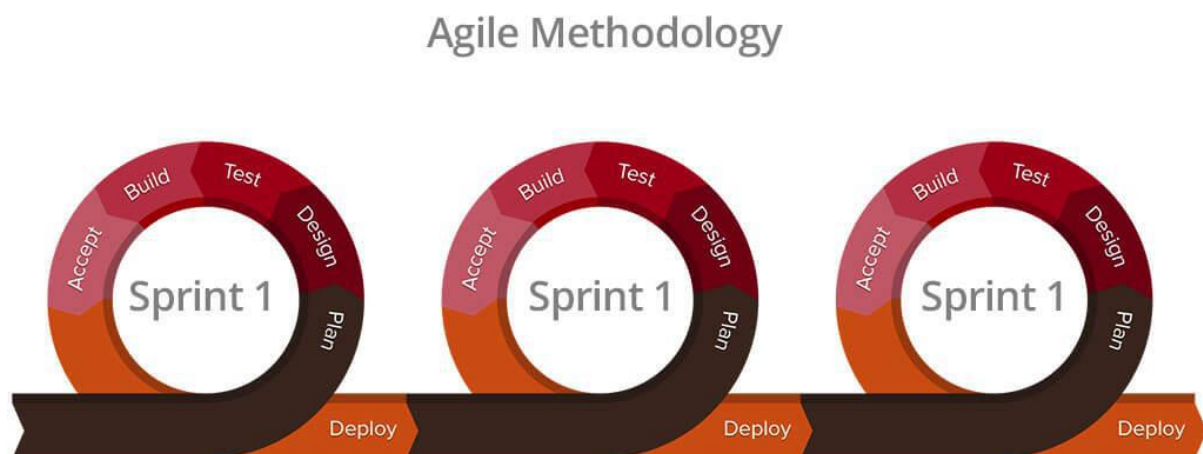 Agile Methodology
Build Test
Accept Design
Sprint 1
Plan
Deploy
Build Test
Accept Design
Sprint 1
Plan
Deploy
Build Test
Accept Design
Sprint 1
Plan
Deploy